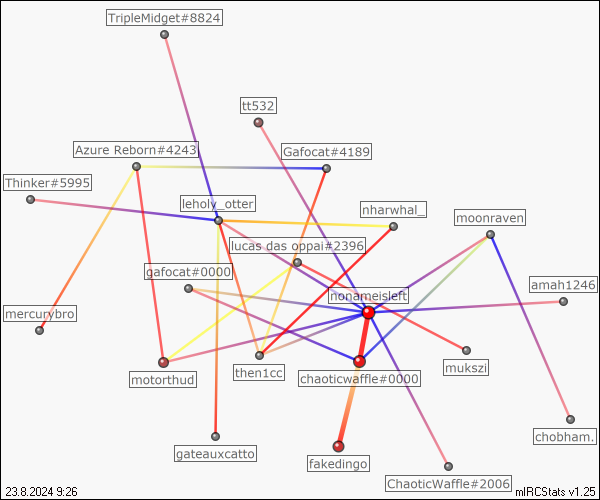 TripleMidget#8824
tt532
Azure Reborn#4243
Gafocat#4189
Thinker#5995
leholy_otter
nharwhal_
moonraven
lucas das oppai#2396
gafocat#0000
nonameisleft
amah1246
mercurybro
motorthud
then1cc
chaoticwaffle#0000
mukszi
chobham.
gateauxcatto
fakedingo
ChaoticWaffle#2006
23.8.2024 9:26
mIRCStats v1.25